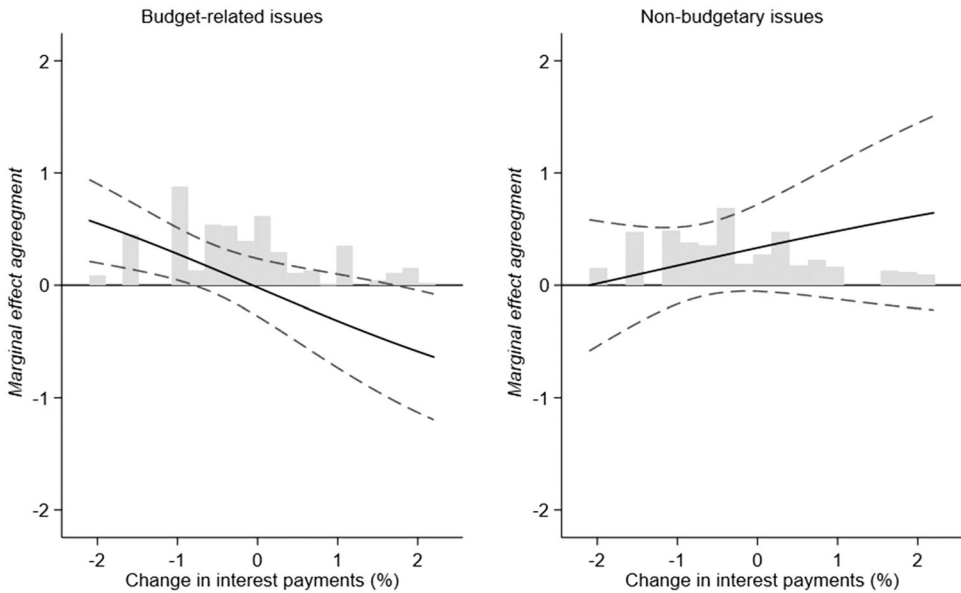 Budget-related issues
Marginal effect agreegment
2
1
0
-1
-2
-2 -1 0 1 2
Change in interest payments (%)
Non-budgetary issues
Marginal effect agreegment
2
1
0
-1
-2
-2 -1 0 1 2
Change in interest payments (%)